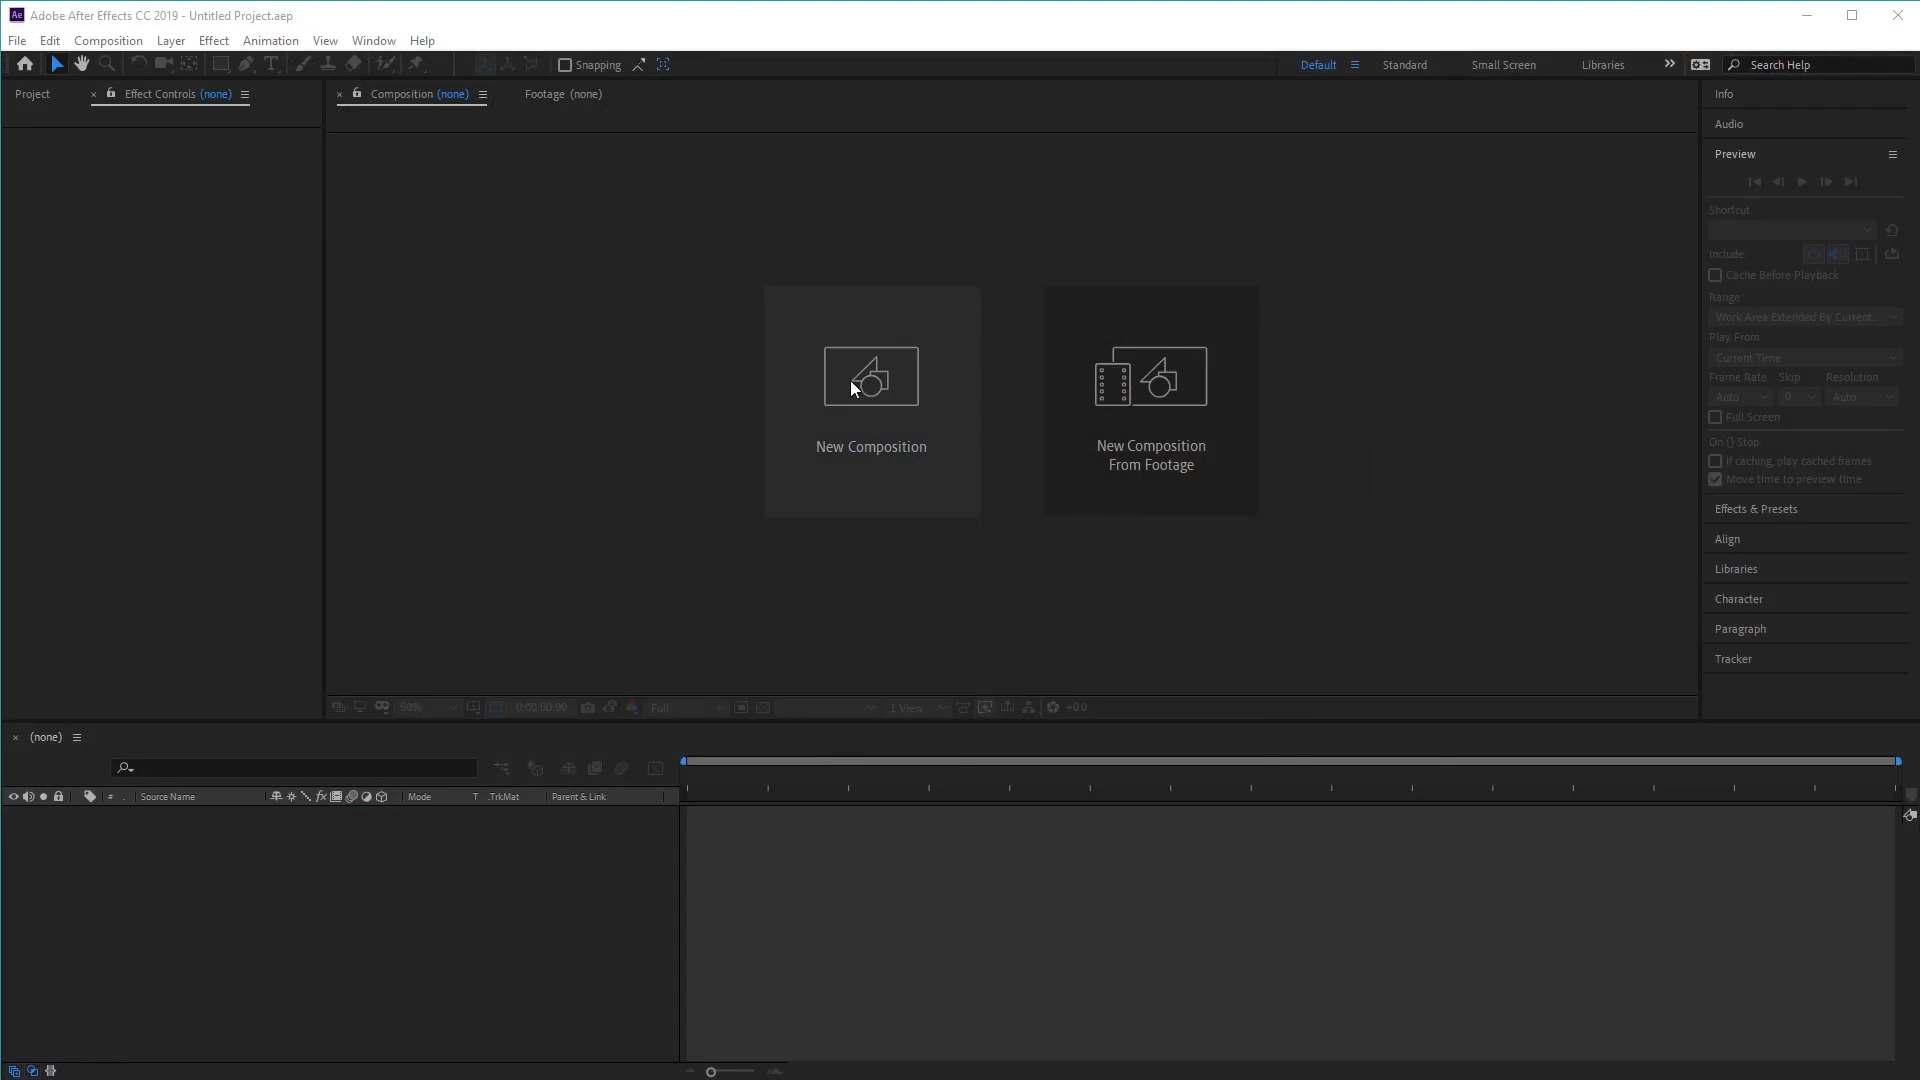 Ae Adobe After Effects CC 2019 - Untitled Project.aep
File Edit Composition Layer Effect Animation View Window Help
Snapping
Default Standard Small Screen Libraries Search Help
Project Effect Controls (none) Composition (none) Footage (none)
Info
Audio
Preview
Shortcut
Include
Cache Before Playback
Range
Work Area Extended By Current...
Play From
Current Time
Frame Rate Skip Resolution
Auto 0 Auto
Full Screen
On () Stop:
If caching, play cached frames
Move time to preview time
Effects & Presets
Align
Libraries
Character
Paragraph
Tracker
New Composition
New Composition
From Footage
50% 0:00:00:00 Full 1 View +0.0
(none)
# Source Name fx Mode T .TrkMat Parent & Link